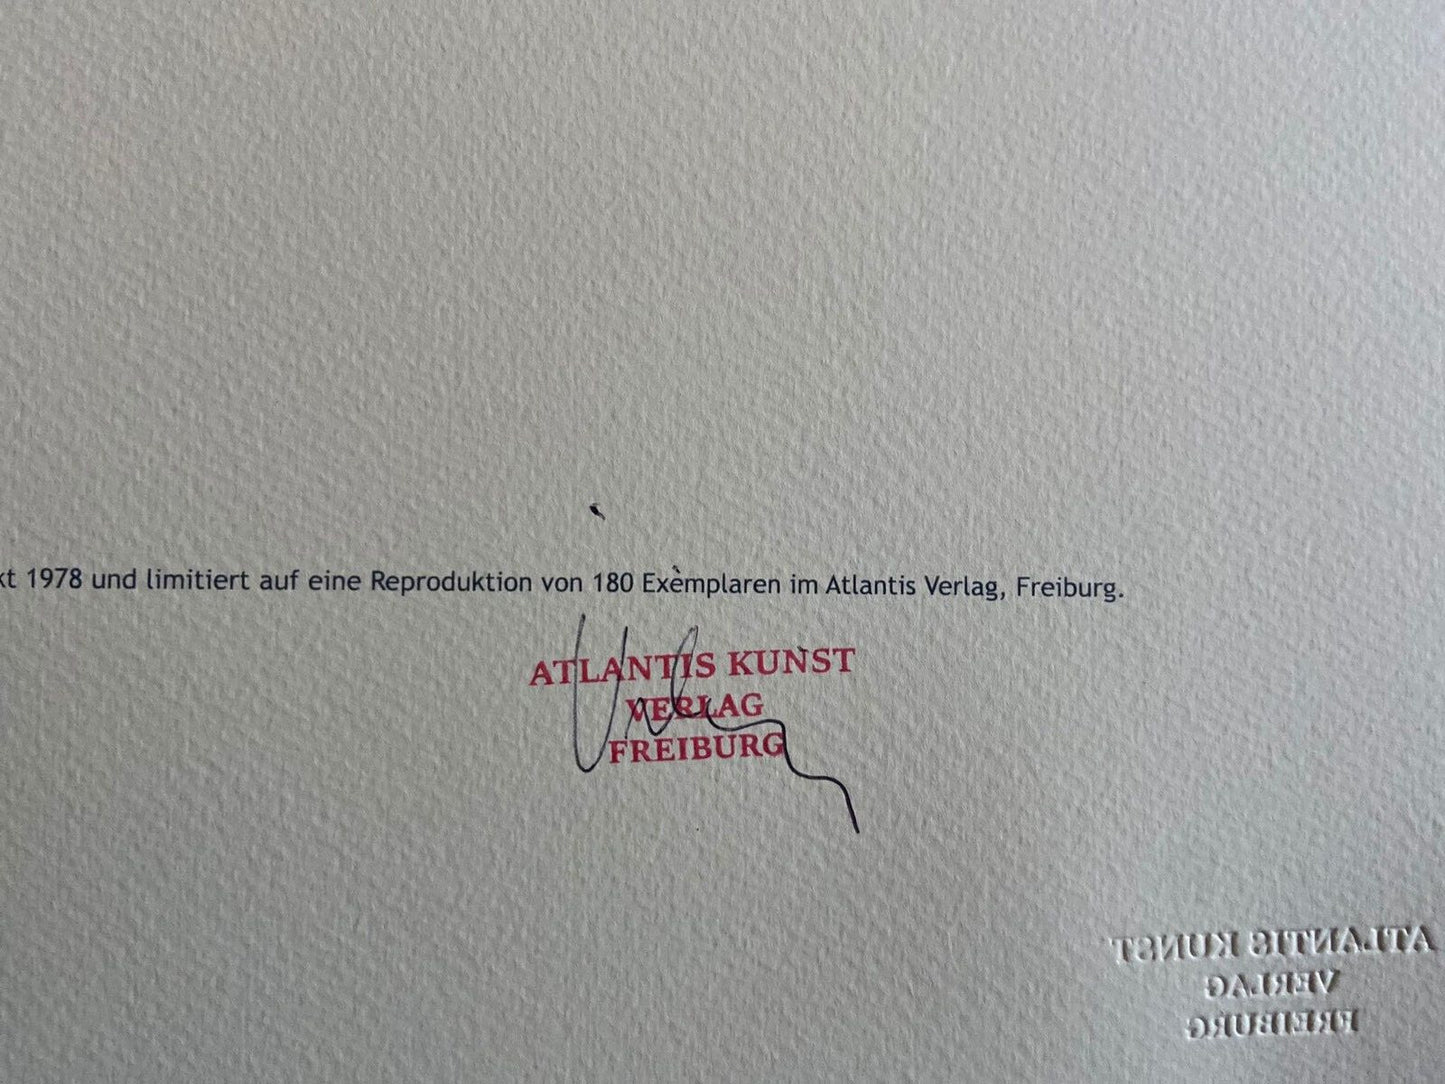 kt 1978 und limitiert auf eine Reproduktion von 180 Exemplaren im Atlantis Verlag, Freiburg.
ATLANTIS KUNST
VERLAG
FREIBURG
ATLANTIS KUNST
VERLAG
FREIBURG